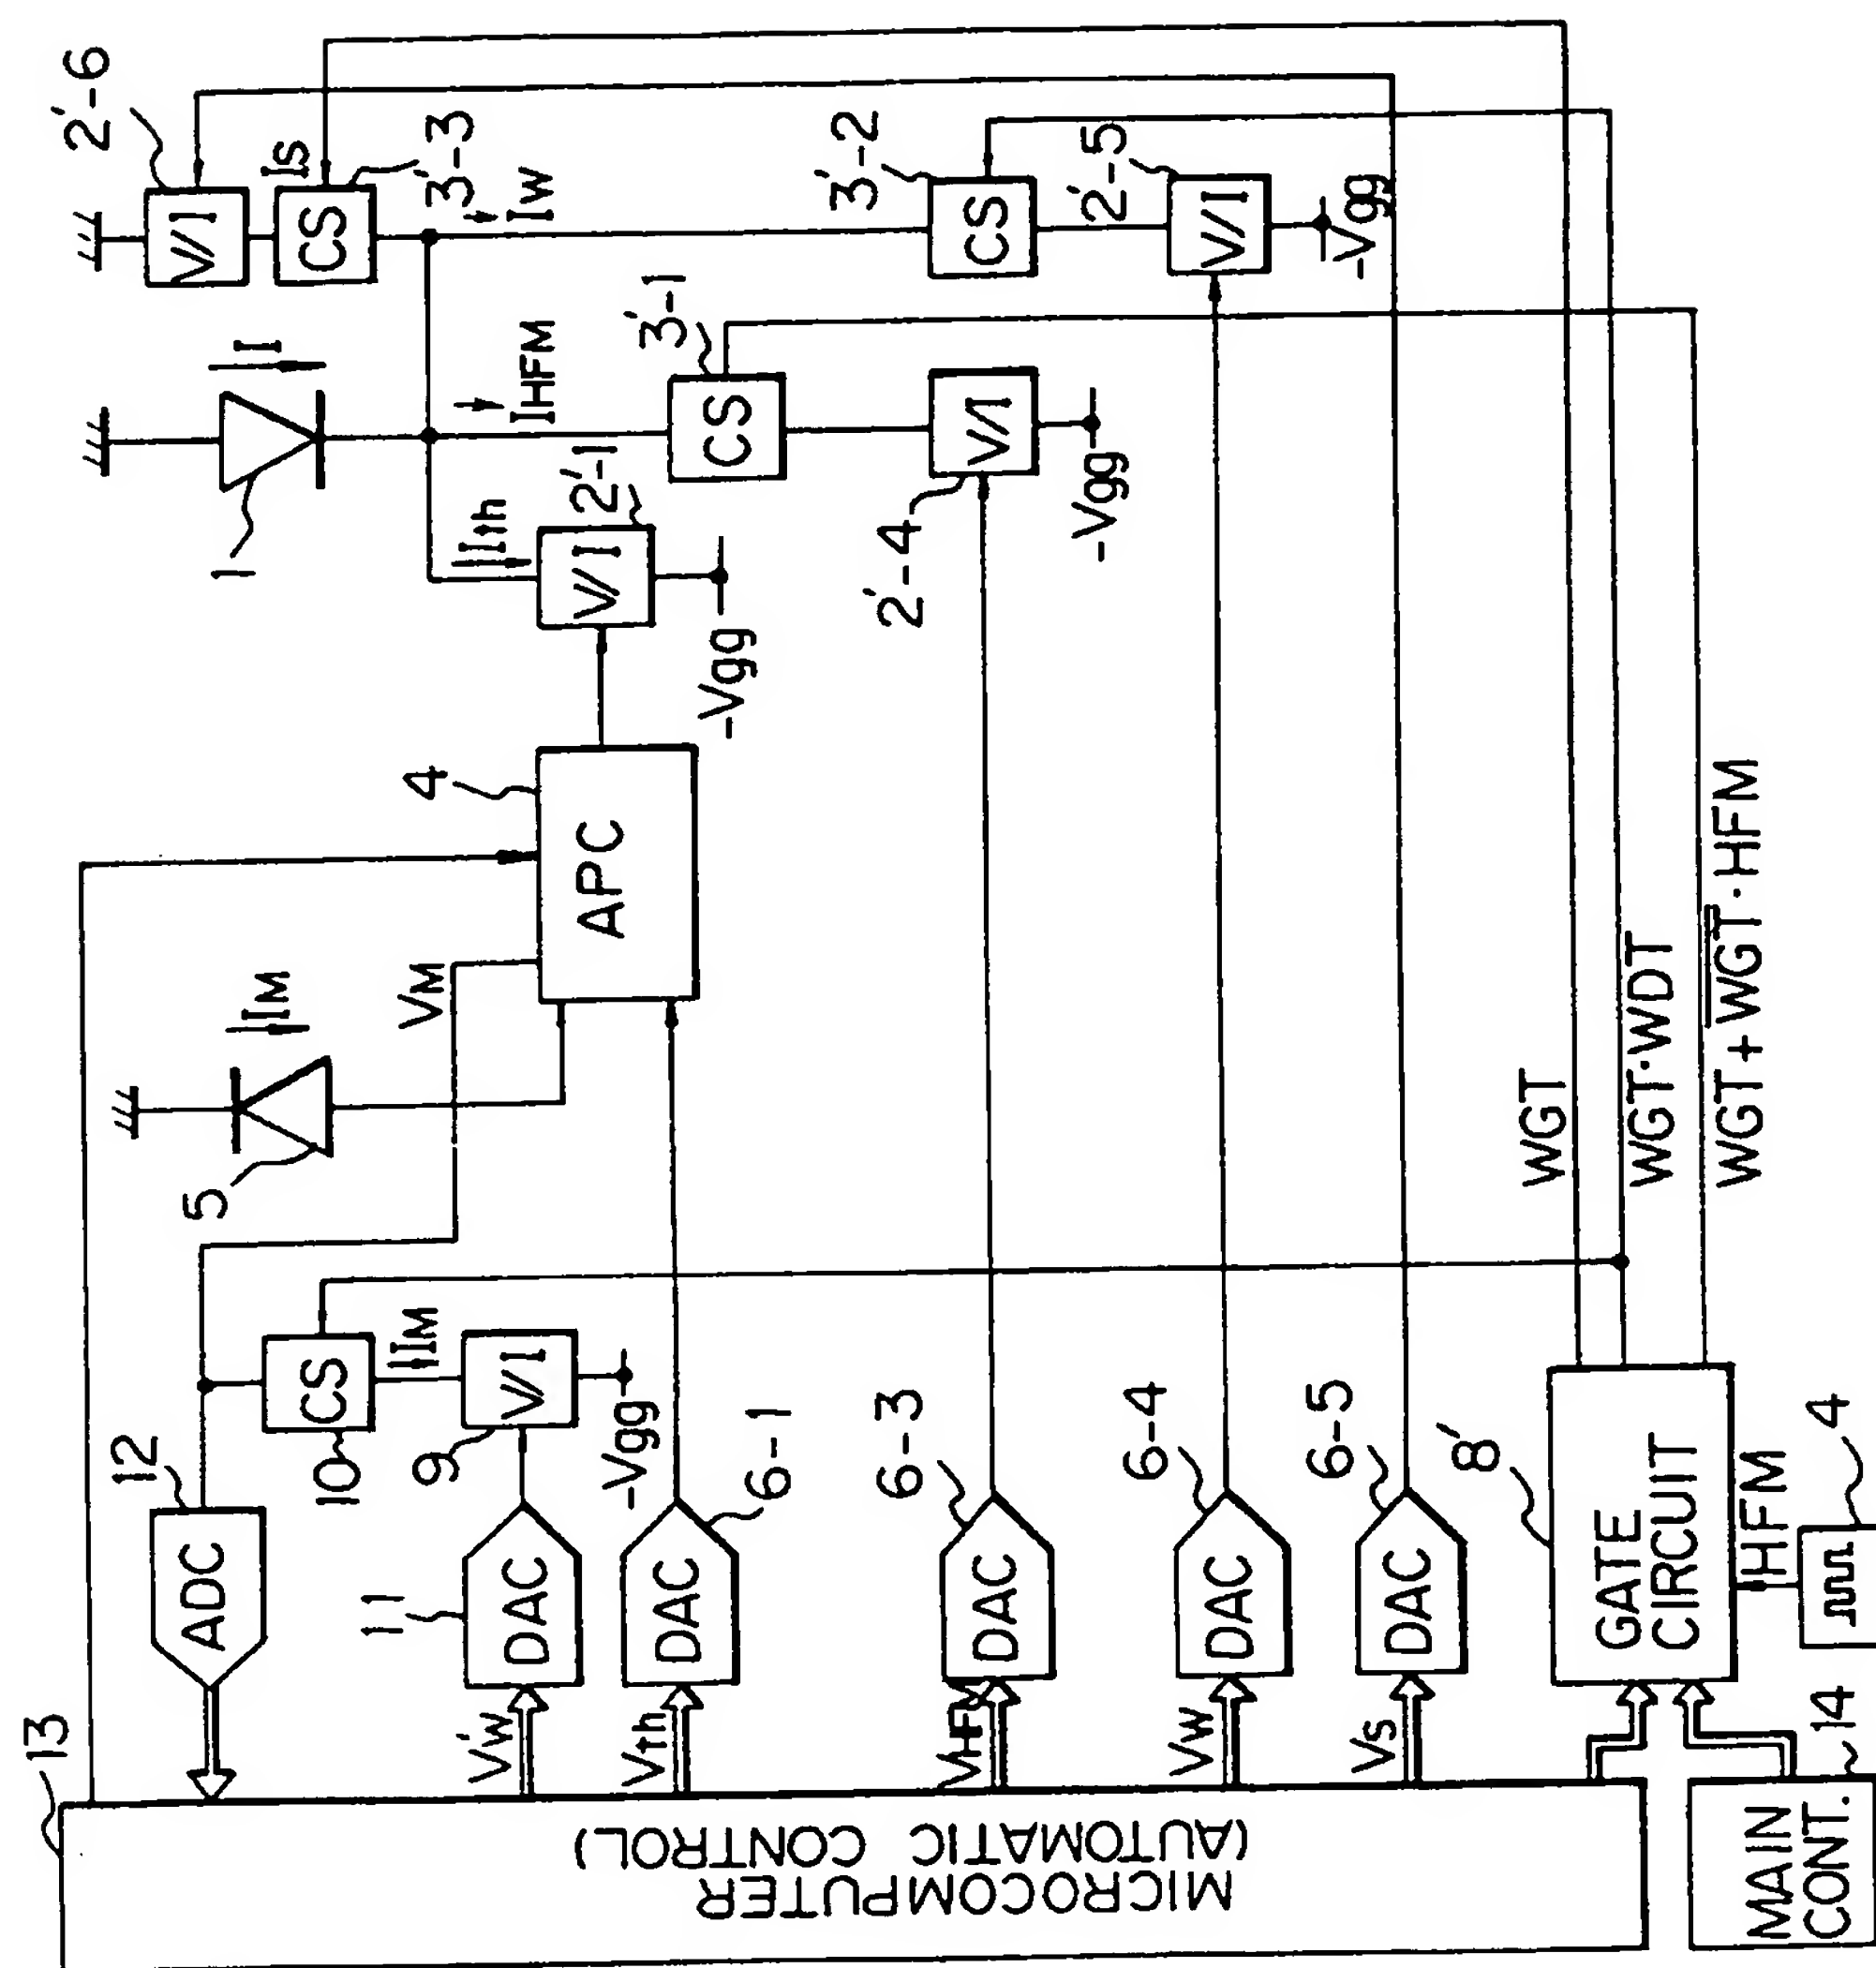 13
MICROCOMPUTER
(AUTOMATIC CONTROL)
MAIN
CONT.
14
ADC
12
V'W
DAC
11
Vth
DAC
6-1
DAC
6-3
VW
DAC
6-4
VS
DAC
6-5
GATE
CIRCUIT
8'
HFM
4
CS
10
IM
V/I
9
-Vgg
5
IM
VM
APC
4
WGT
WGT·WDT
WGT+W̅G̅T̅·HFM
1
I
Ith
V/I
2'-1
-Vgg
IHFM
CS
3'-1
V/I
2'-4
-Vgg
2'-6
V/I
IS
CS
3'-3
IW
CS
3'-2
V/I
2'-5
-Vgg